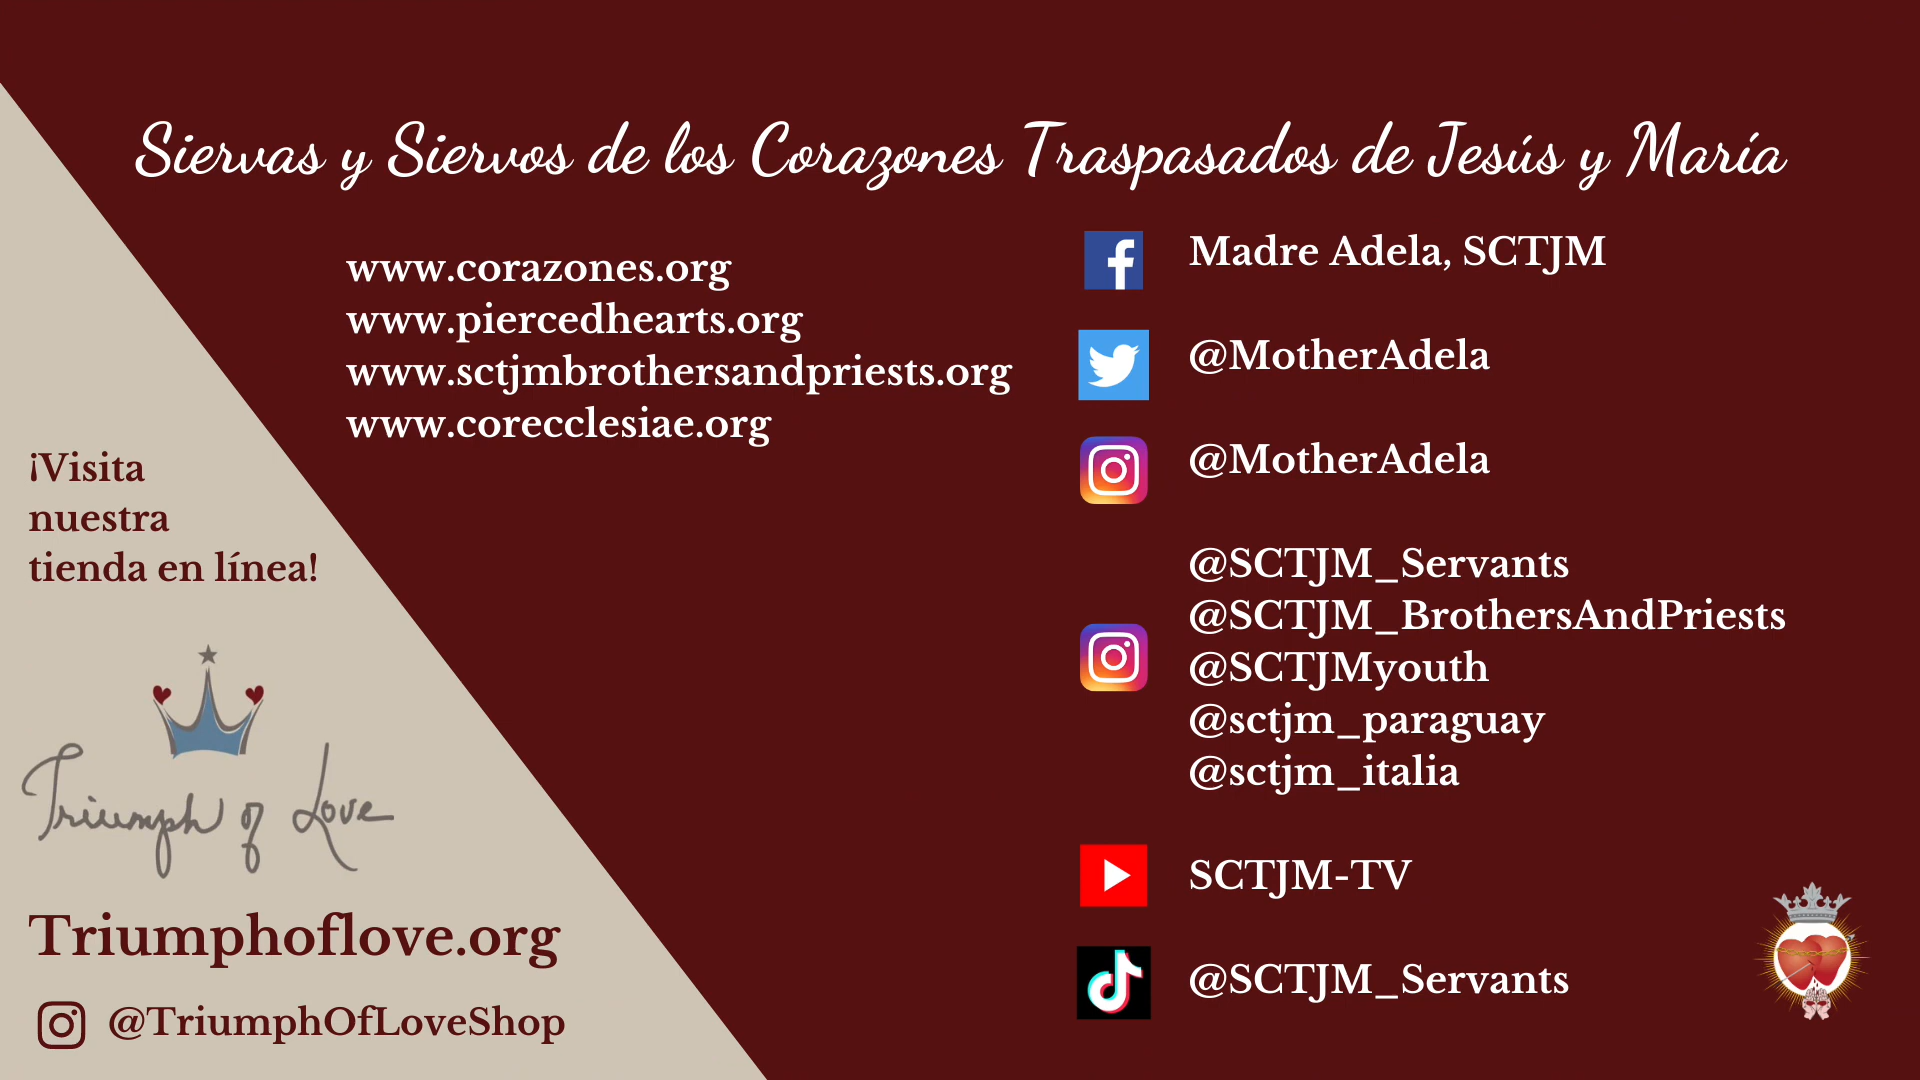 Siervas y Siervos de los Corazones Traspasados de Jesús y María
www.corazones.org
www.piercedhearts.org
www.sctjmbrothersandpriests.org
www.corecclesiae.org
Madre Adela, SCTJM
@MotherAdela
@MotherAdela
@SCTJM_Servants
@SCTJM_BrothersAndPriests
@SCTJMyouth
@sctjm_paraguay
@sctjm_italia
SCTJM-TV
@SCTJM_Servants
¡Visita
nuestra
tienda en línea!
Triumph of Love
Triumphoflove.org
@TriumphOfLoveShop